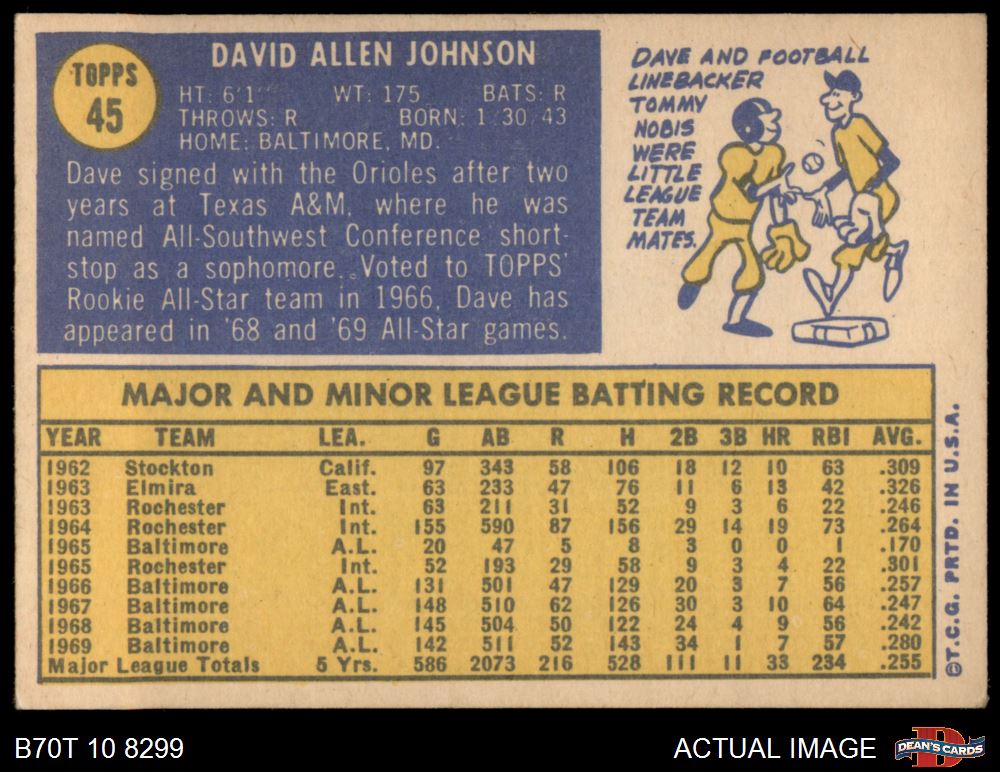 TOPPS
45
DAVID ALLEN JOHNSON
HT: 6'1" WT: 175 BATS: R
THROWS: R BORN: 1 30 43
HOME: BALTIMORE, MD.
Dave signed with the Orioles after two
years at Texas A&M, where he was
named All-Southwest Conference short-
stop as a sophomore. Voted to TOPPS'
Rookie All-Star team in 1966, Dave has
appeared in '68 and '69 All-Star games.
DAVE AND FOOTBALL
LINEBACKER
TOMMY
NOBIS
WERE
LITTLE
LEAGUE
TEAM
MATES.
MAJOR AND MINOR LEAGUE BATTING RECORD
YEAR TEAM LEA. G AB R H 2B 3B HR RBI AVG.
1962 Stockton Calif. 97 343 58 106 18 12 10 63 .309
1963 Elmira East. 63 233 47 76 11 6 13 42 .326
1963 Rochester Int. 63 211 31 52 9 3 6 22 .246
1964 Rochester Int. 155 590 87 156 29 14 19 73 .264
1965 Baltimore A.L. 20 47 5 8 3 0 0 1 .170
1965 Rochester Int. 52 193 29 58 9 3 4 22 .301
1966 Baltimore A.L. 131 501 47 129 20 3 7 56 .257
1967 Baltimore A.L. 148 510 62 126 30 3 10 64 .247
1968 Baltimore A.L. 145 504 50 122 24 4 9 56 .242
1969 Baltimore A.L. 142 511 52 143 34 1 7 57 .280
Major League Totals 5 Yrs. 586 2073 216 528 111 11 33 234 .255
©T.C.G. PRTD. IN U.S.A.
B70T 10 8299
ACTUAL IMAGE
DEAN'S CARDS